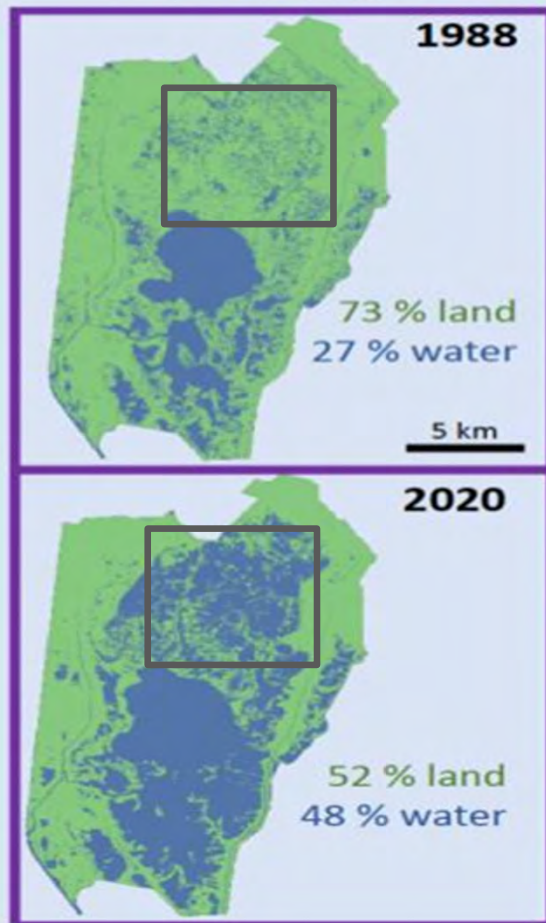 1988
73 % land
27 % water
5 km
2020
52 % land
48 % water